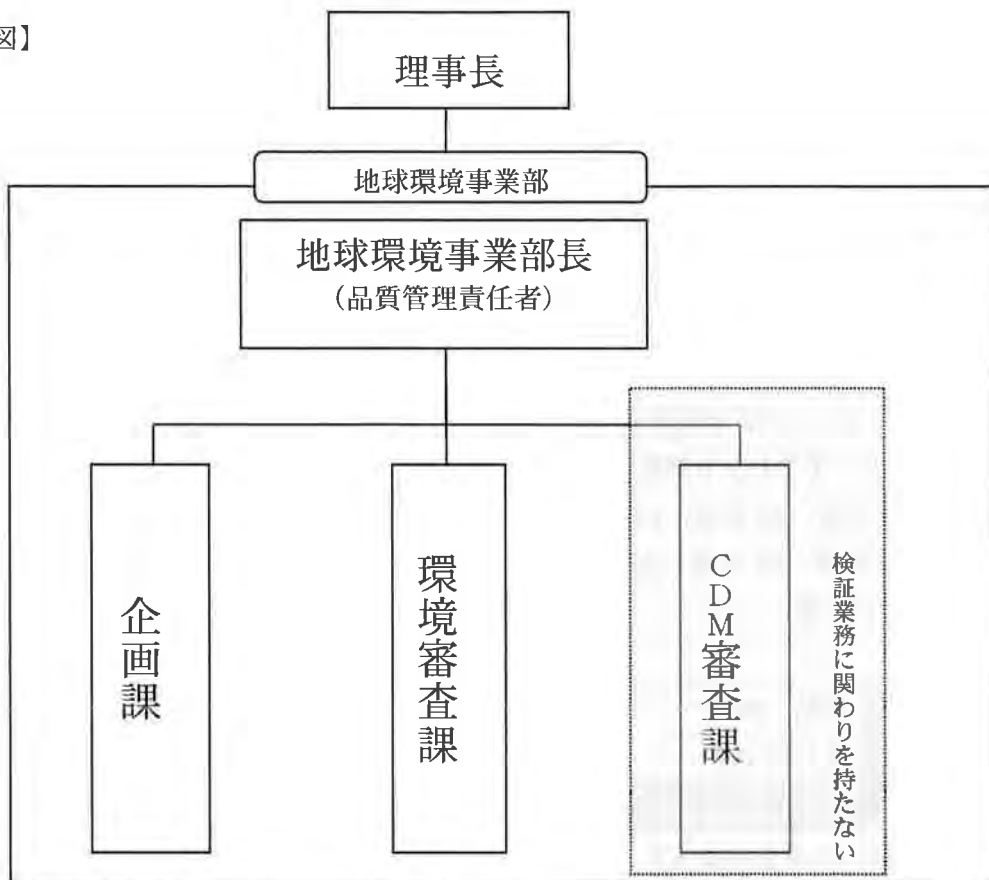 図】
理事長
地球環境事業部
地球環境事業部長
（品質管理責任者）
企画課
環境審査課
CDM審査課
検証業務に関わりを持たない